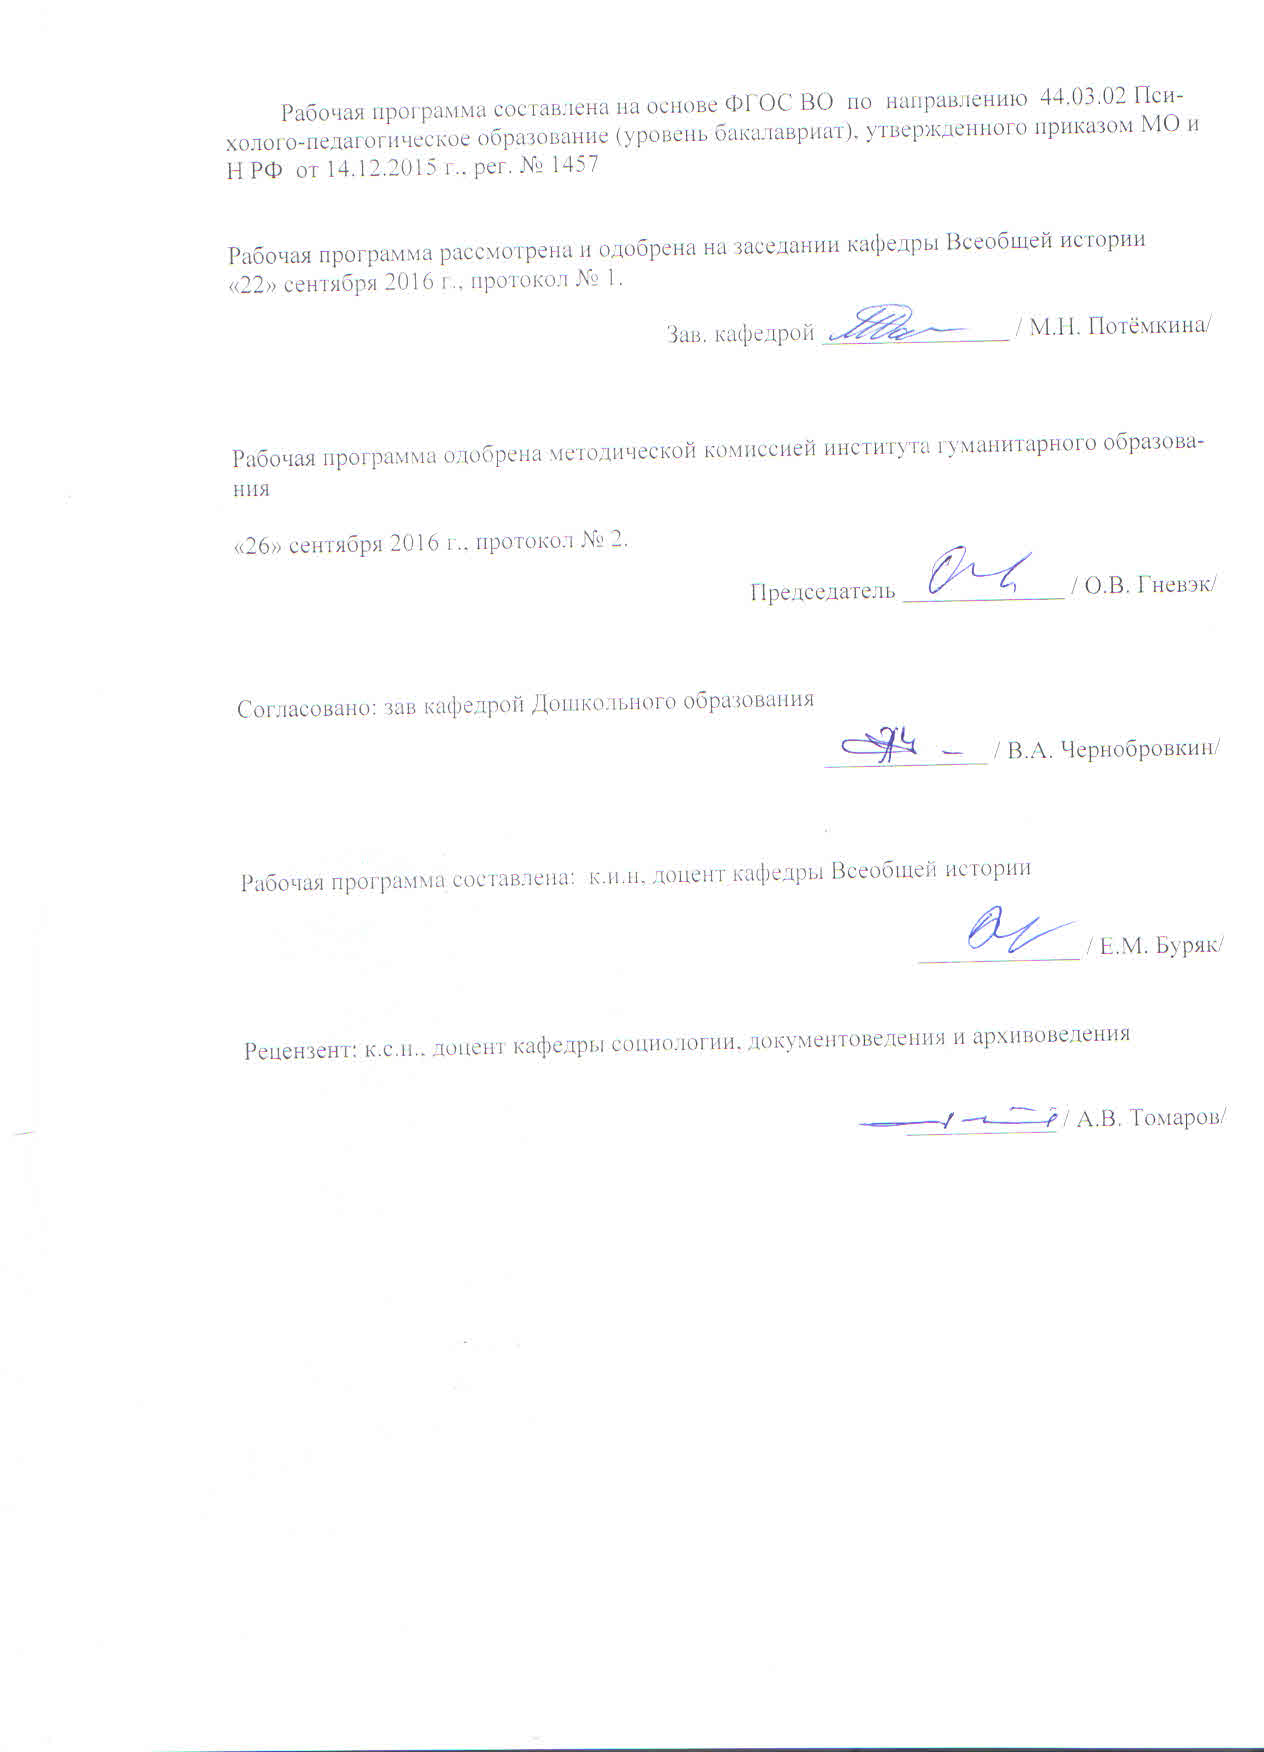 Рабочая программа составлена на основе ФГОС ВО по направлению 44.03.02 Пси-
холого-педагогическое образование (уровень бакалавриат), утвержденного приказом МО и
Н РФ от 14.12.2015 г., рег. № 1457
Рабочая программа рассмотрена и одобрена на заседании кафедры Всеобщей истории
«22» сентября 2016 г., протокол № 1.
Зав. кафедрой / М.Н. Потёмкина/
Рабочая программа одобрена методической комиссией института гуманитарного образова-
ния
«26» сентября 2016 г., протокол № 2.
Председатель / О.В. Гневэк/
Согласовано: зав кафедрой Дошкольного образования
/ В.А. Чернобровкин/
Рабочая программа составлена: к.и.н, доцент кафедры Всеобщей истории
/ Е.М. Буряк/
Рецензент: к.с.н., доцент кафедры социологии, документоведения и архивоведения
/ А.В. Томаров/